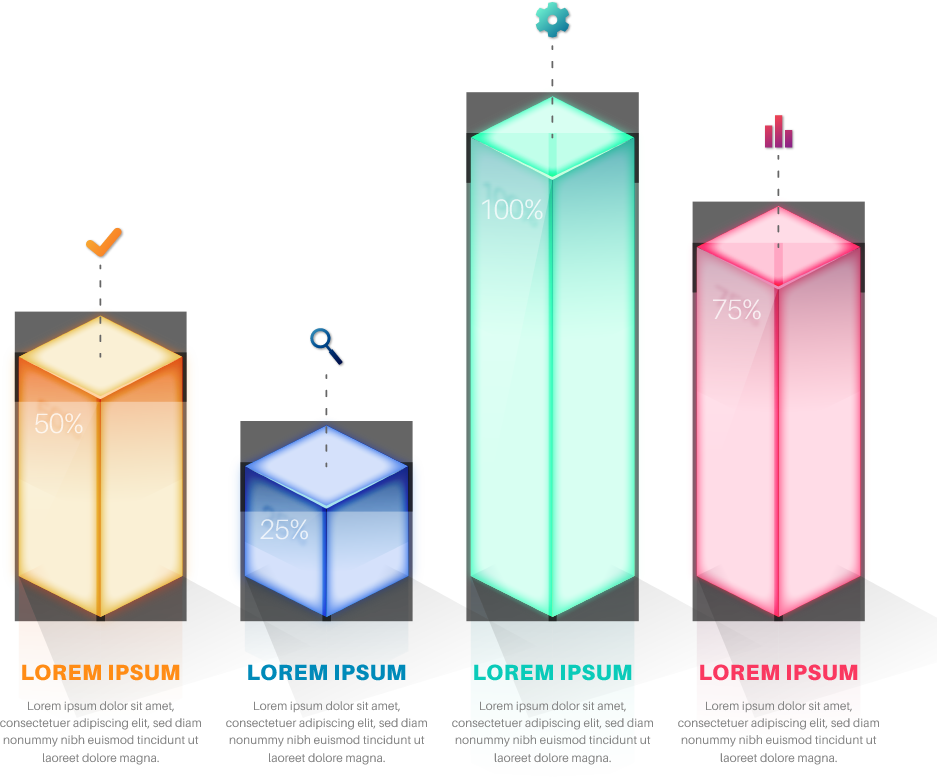 100%
75%
50%
25%
LOREM IPSUM
Lorem ipsum dolor sit amet,
consectetuer adipiscing elit, sed diam
nonummy nibh euismod tincidunt ut
laoreet dolore magna.
LOREM IPSUM
Lorem ipsum dolor sit amet,
consectetuer adipiscing elit, sed diam
nonummy nibh euismod tincidunt ut
laoreet dolore magna.
LOREM IPSUM
Lorem ipsum dolor sit amet,
consectetuer adipiscing elit, sed diam
nonummy nibh euismod tincidunt ut
laoreet dolore magna.
LOREM IPSUM
Lorem ipsum dolor sit amet,
consectetuer adipiscing elit, sed diam
nonummy nibh euismod tincidunt ut
laoreet dolore magna.